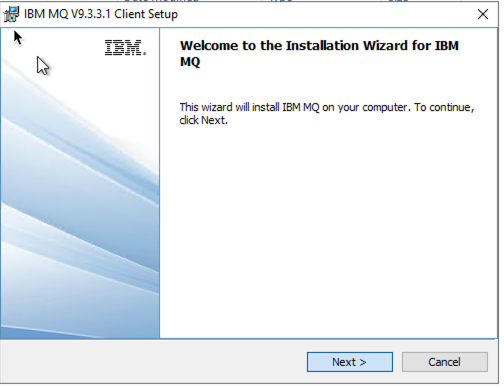 IBM MQ V9.3.3.1 Client Setup
IBM.
Welcome to the Installation Wizard for IBM
MQ
This wizard will install IBM MQ on your computer. To continue,
click Next.
Next >
Cancel